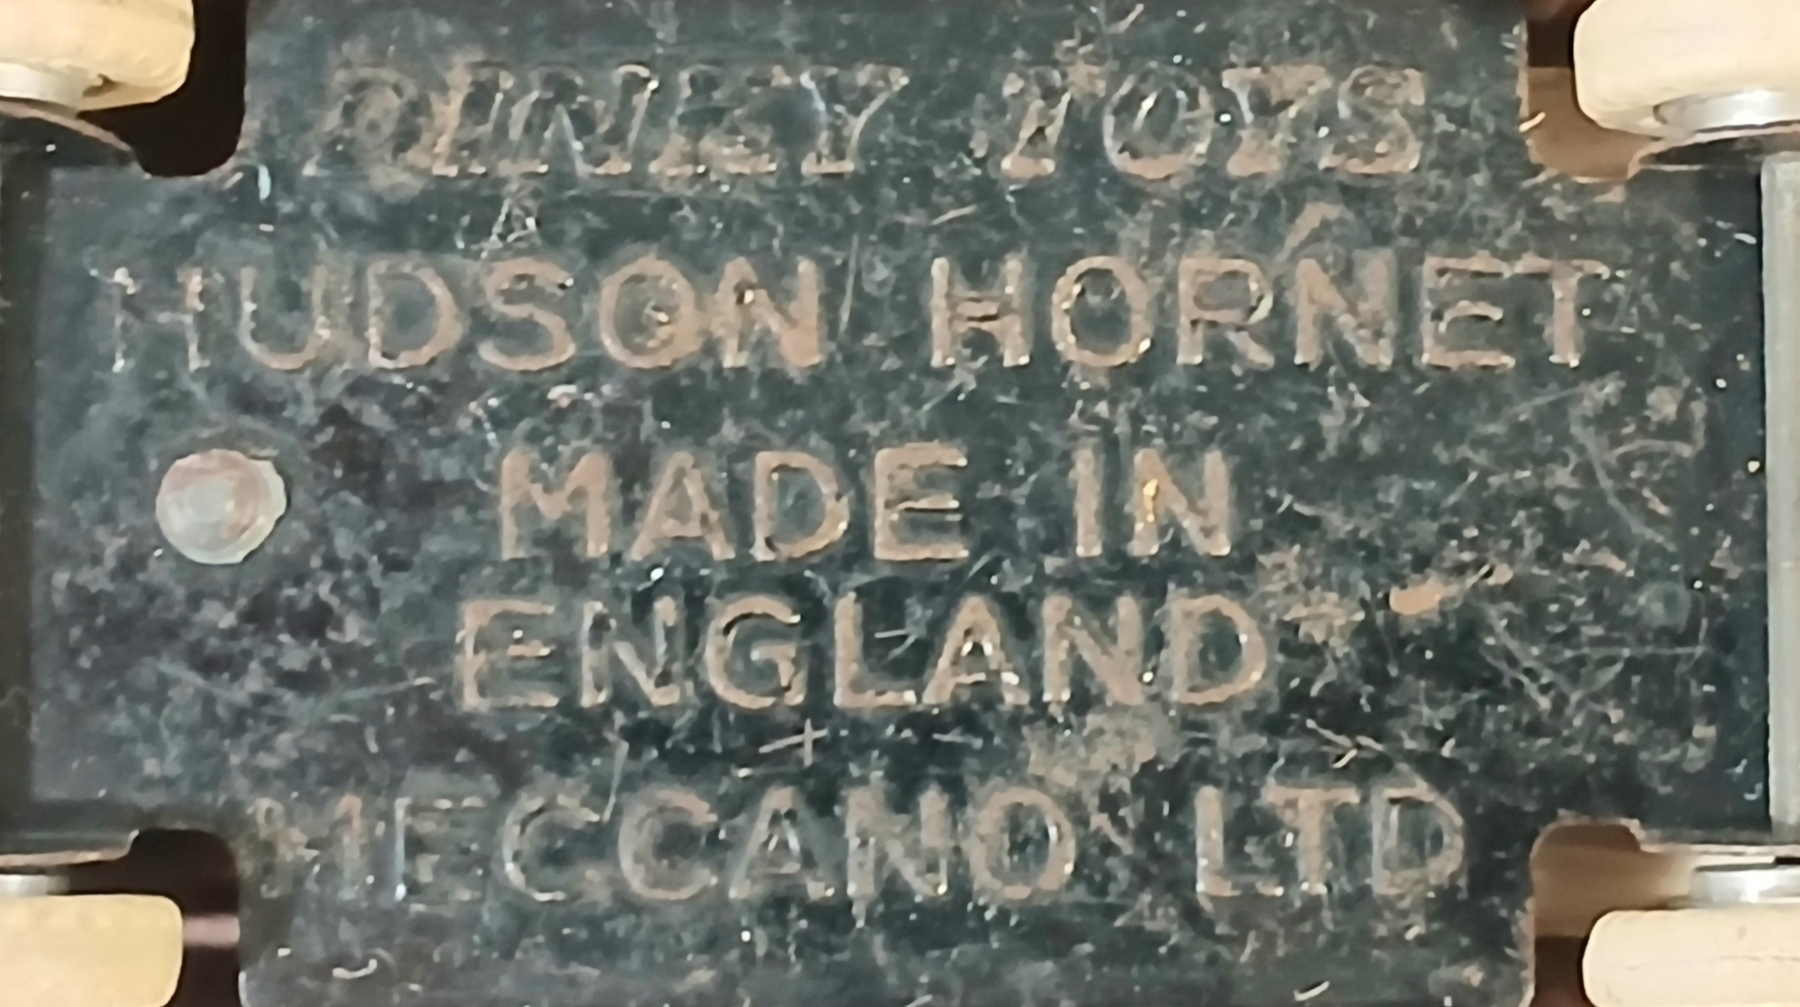 DINKY TOYS
HUDSON HORNET
MADE IN
ENGLAND
MECCANO LTD